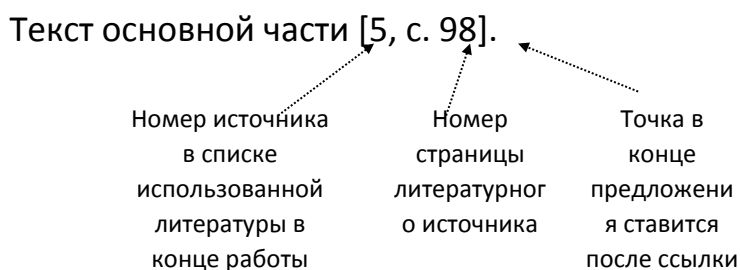 Текст основной части [5, с. 98].
Номер источника
в списке
использованной
литературы в
конце работы
Номер
страницы
литературног
о источника
Точка в
конце
предложени
я ставится
после ссылки